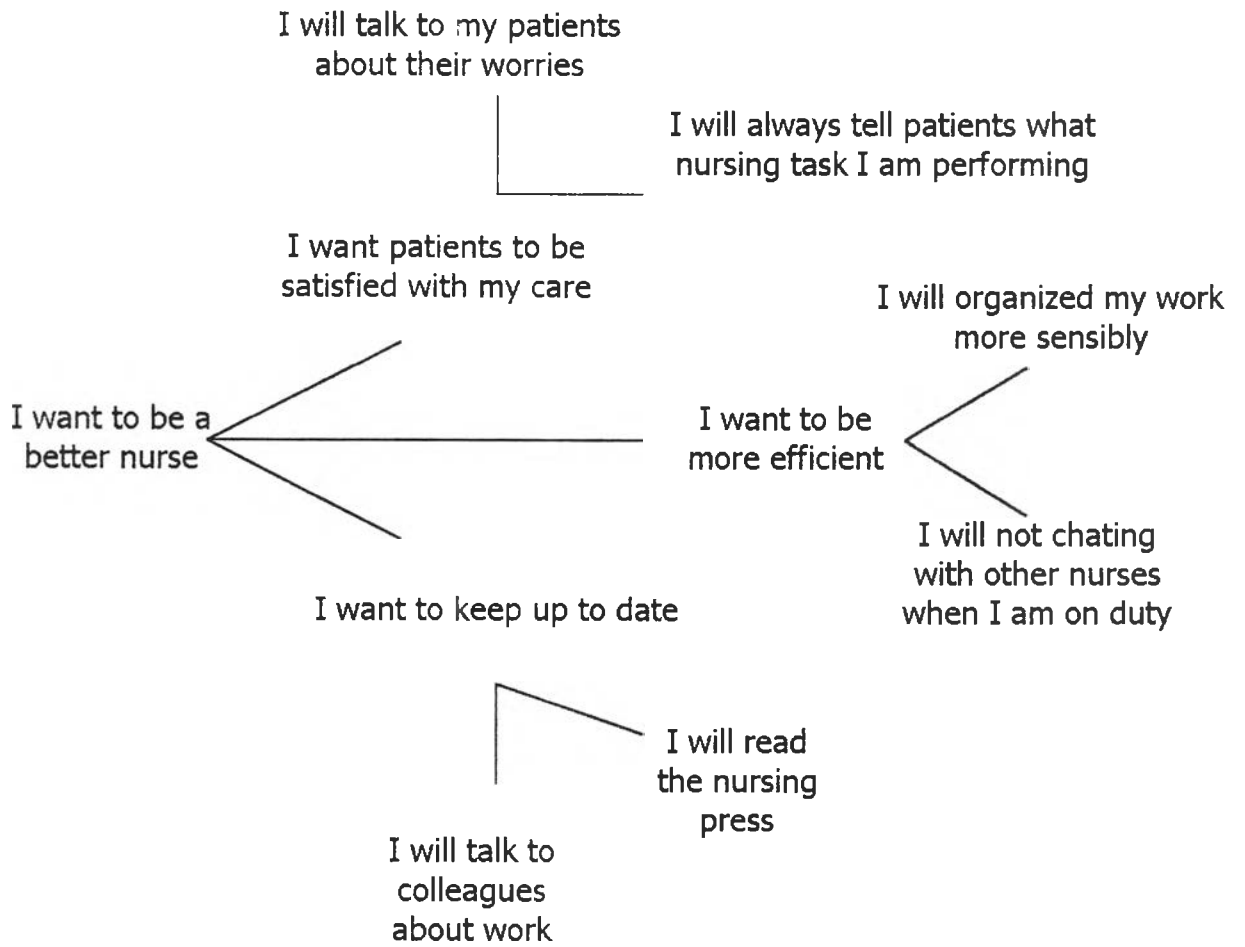 I will talk to my patients
about their worries
I will always tell patients what
nursing task I am performing
I want patients to be
satisfied with my care
I will organized my work
more sensibly
I want to be a
better nurse
I want to be
more efficient
I will not chating
with other nurses
when I am on duty
I want to keep up to date
I will read
the nursing
press
I will talk to
colleagues
about work